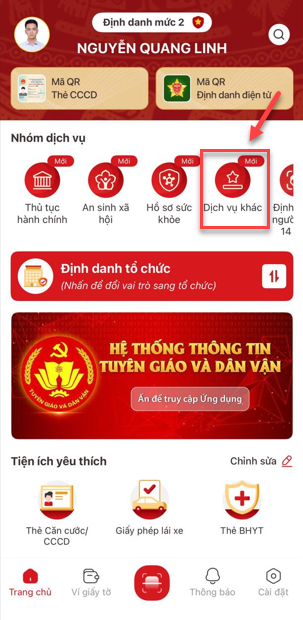 Định danh mức 2
NGUYỄN QUANG LINH
Mã QR
Thẻ CCCD
Mã QR
Định danh điện tử
Nhóm dịch vụ
Mới
Mới
Mới
Mới
Thủ tục
hành chính
An sinh xã
hội
Hồ sơ sức
khỏe
Dịch vụ khác
Định
ngườ
14
Định danh tổ chức
(Nhấn để đổi vai trò sang tổ chức)
HỆ THỐNG THÔNG TIN
TUYÊN GIÁO VÀ DÂN VẬN
TUYÊN GIÁO VÀ DÂN VẬN
Ấn để truy cập Ứng dụng
Tiện ích yêu thích
Chỉnh sửa
Thẻ Căn cước/
CCCD
Giấy phép lái xe
Thẻ BHYT
Trang chủ
Ví giấy tờ
Thông báo
Cài đặt